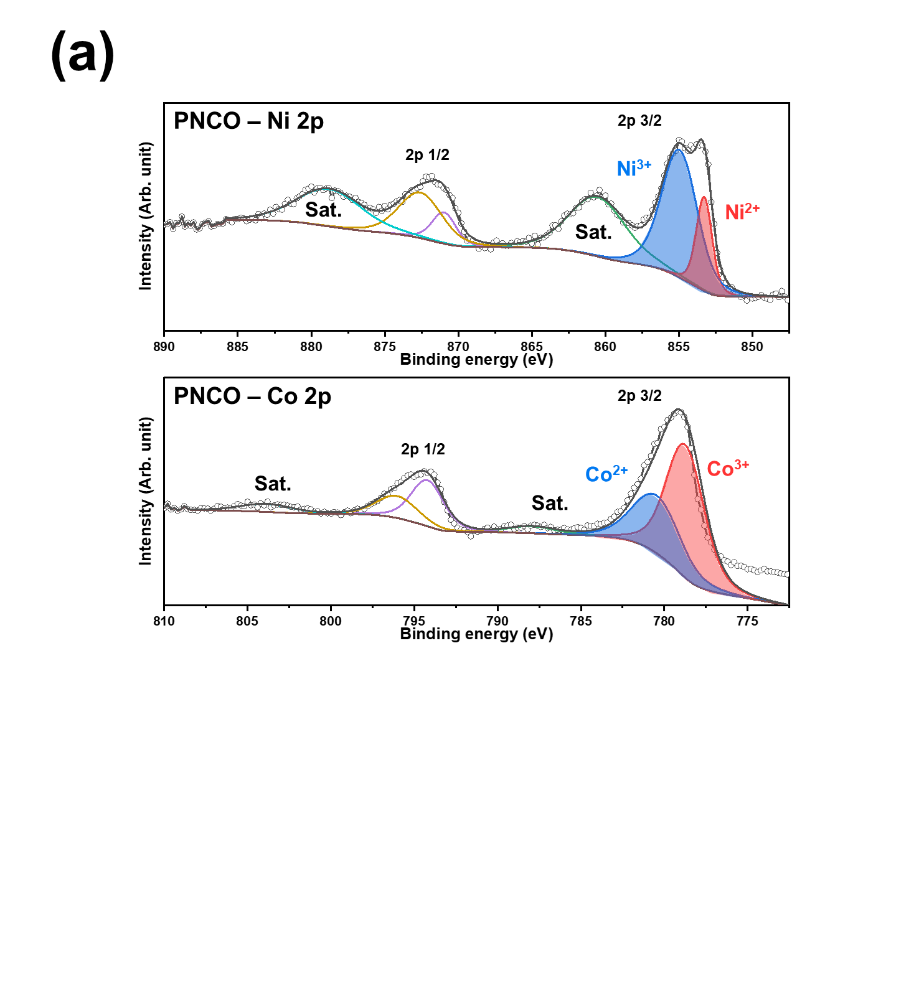 (a)
PNCO – Ni 2p
2p 3/2
2p 1/2
Ni³⁺
Ni²⁺
Sat.
Sat.
Intensity (Arb. unit)
890 885 880 875 870 865 860 855 850
Binding energy (eV)
PNCO – Co 2p
2p 3/2
2p 1/2
Co²⁺
Co³⁺
Sat.
Sat.
Intensity (Arb. unit)
810 805 800 795 790 785 780 775
Binding energy (eV)